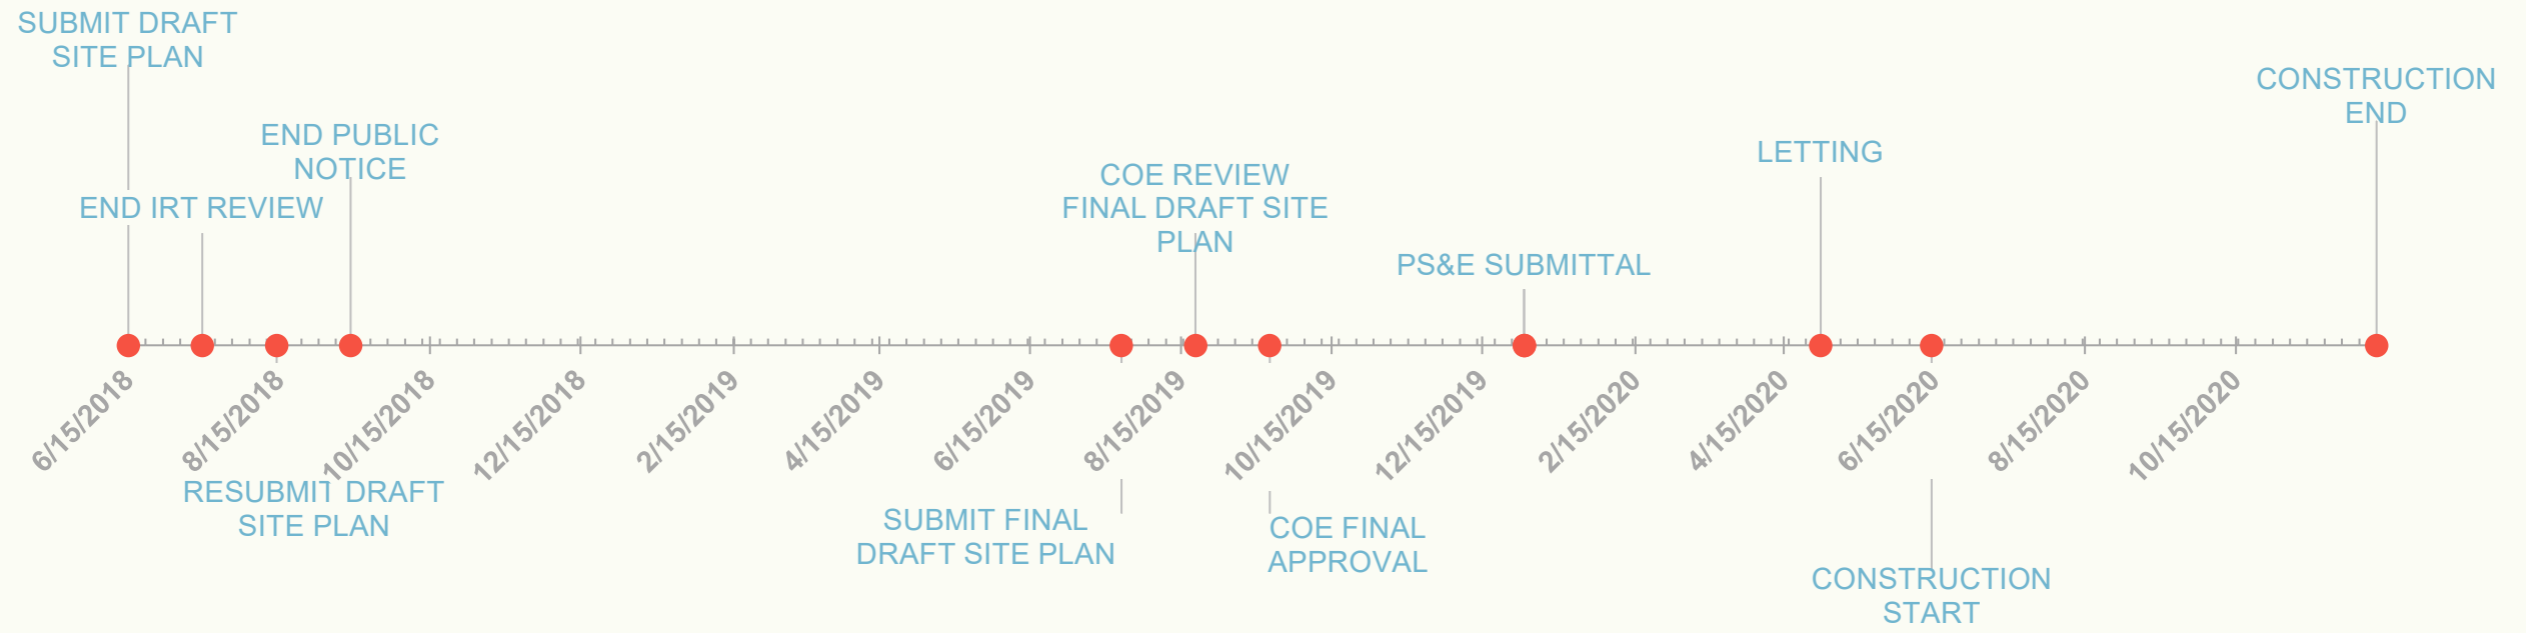 SUBMIT DRAFT
SITE PLAN
END IRT REVIEW
END PUBLIC
NOTICE
COE REVIEW
FINAL DRAFT SITE
PLAN
PS&E SUBMITTAL
LETTING
CONSTRUCTION
END
6/15/2018
8/15/2018
10/15/2018
12/15/2018
2/15/2019
4/15/2019
6/15/2019
8/15/2019
10/15/2019
12/15/2019
2/15/2020
4/15/2020
6/15/2020
8/15/2020
10/15/2020
RESUBMIT DRAFT
SITE PLAN
SUBMIT FINAL
DRAFT SITE PLAN
COE FINAL
APPROVAL
CONSTRUCTION
START